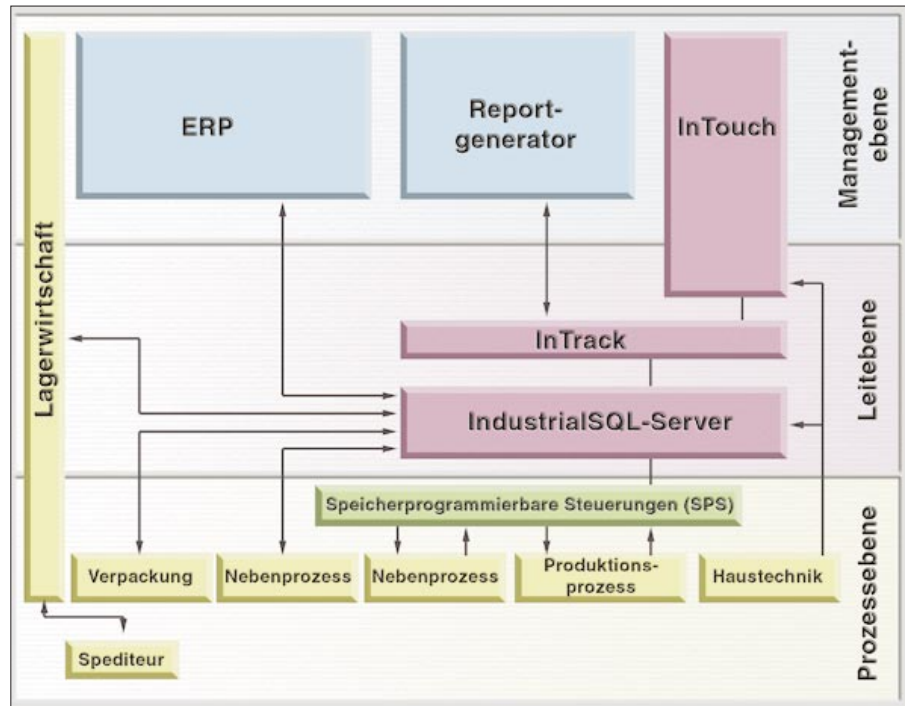 ERP
Report-
generator
InTouch
Management-
ebene
Lagerwirtschaft
InTrack
IndustrialSQL-Server
Leitebene
Speicherprogrammierbare Steuerungen (SPS)
Verpackung
Nebenprozess
Nebenprozess
Produktions-
prozess
Haustechnik
Prozessebene
Spediteur